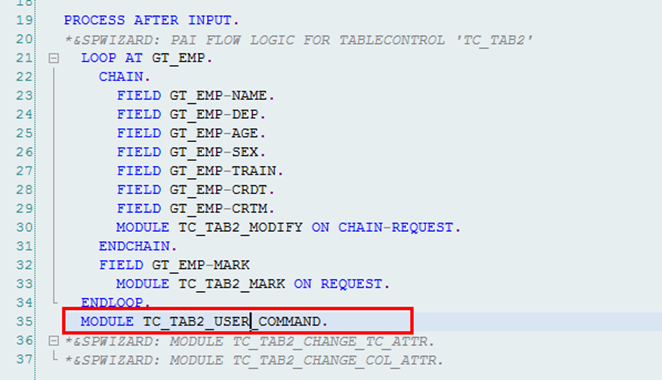 18
19 PROCESS AFTER INPUT.
20 *&SPWIZARD: PAI FLOW LOGIC FOR TABLECONTROL 'TC_TAB2'
21 LOOP AT GT_EMP.
22 CHAIN.
23 FIELD GT_EMP-NAME.
24 FIELD GT_EMP-DEP.
25 FIELD GT_EMP-AGE.
26 FIELD GT_EMP-SEX.
27 FIELD GT_EMP-TRAIN.
28 FIELD GT_EMP-CRDT.
29 FIELD GT_EMP-CRTM.
30 MODULE TC_TAB2_MODIFY ON CHAIN-REQUEST.
31 ENDCHAIN.
32 FIELD GT_EMP-MARK
33 MODULE TC_TAB2_MARK ON REQUEST.
34 ENDLOOP.
35 MODULE TC_TAB2_USER_COMMAND.
36 *&SPWIZARD: MODULE TC_TAB2_CHANGE_TC_ATTR.
37 *&SPWIZARD: MODULE TC_TAB2_CHANGE_COL_ATTR.